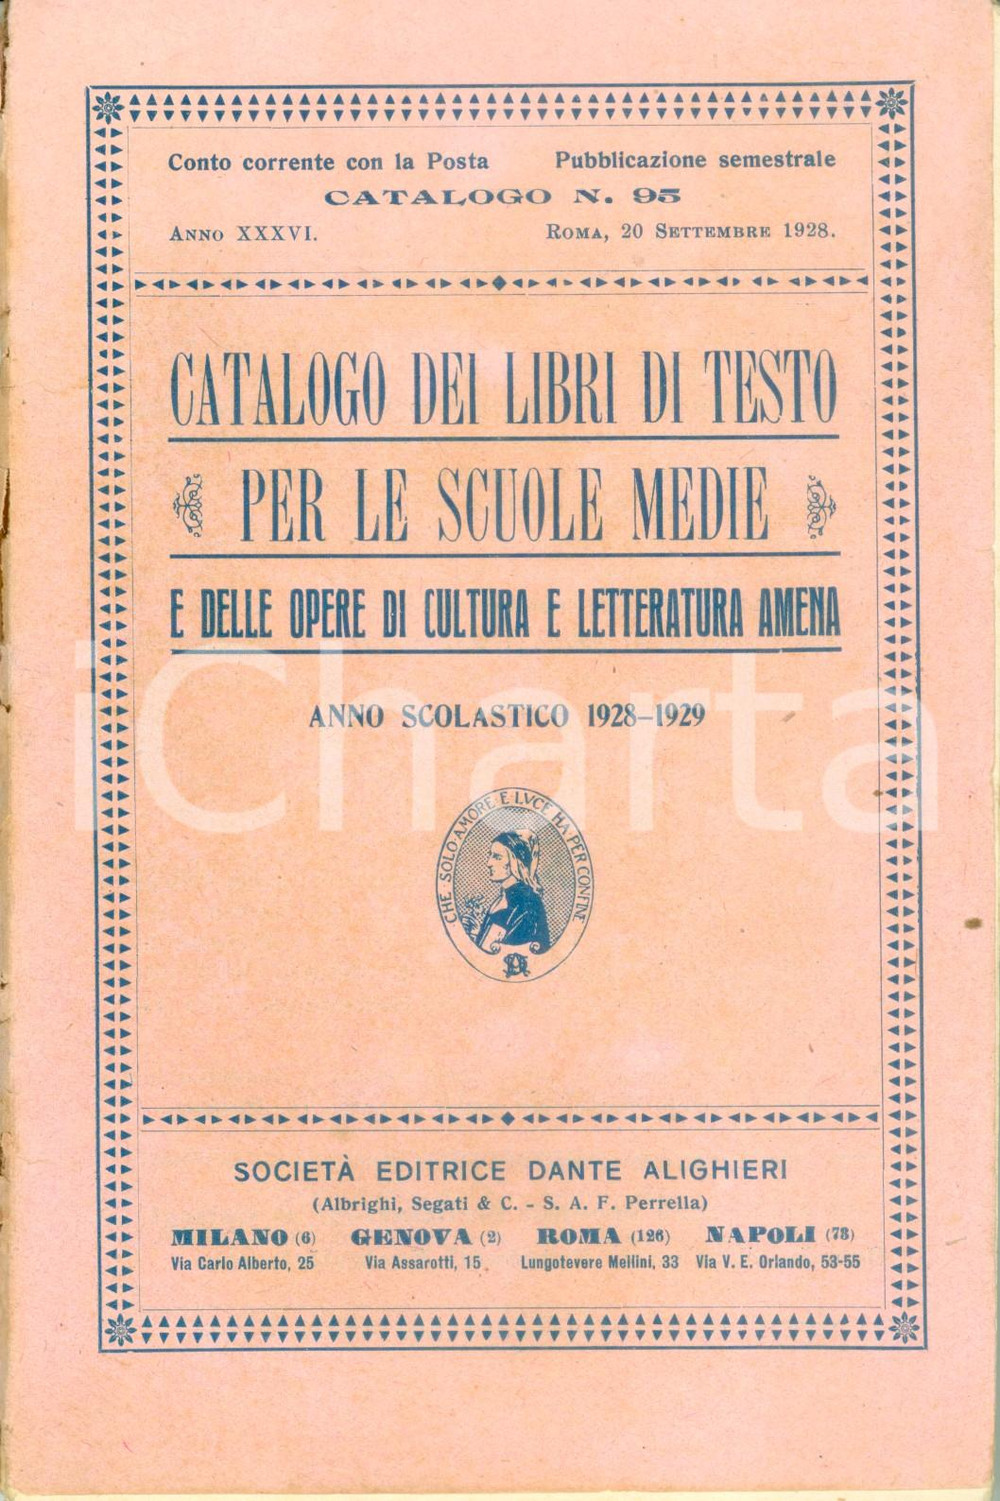 Conto corrente con la Posta Pubblicazione semestrale
CATALOGO N. 95
ANNO XXXVI. ROMA, 20 SETTEMBRE 1928.
CATALOGO DEI LIBRI DI TESTO
PER LE SCUOLE MEDIE
E DELLE OPERE DI CULTURA E LETTERATURA AMENA
iCharta
ANNO SCOLASTICO 1928-1929
CHE SOLO AMORE E LVCE HA PER CONFINE
SOCIETÀ EDITRICE DANTE ALIGHIERI
(Albrighi, Segati & C. - S. A. F. Perrella)
MILANO (6) GENOVA (2) ROMA (126) NAPOLI (73)
Via Carlo Alberto, 25 Via Assarotti, 15 Lungotevere Mellini, 33 Via V. E. Orlando, 53-55